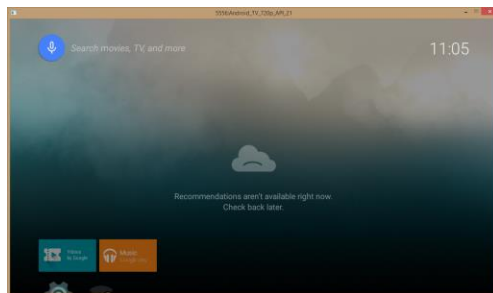 5556:Android_TV_720p_API_21
Search movies, TV, and more
11:05
Recommendations aren't available right now.
Check back later.
Music